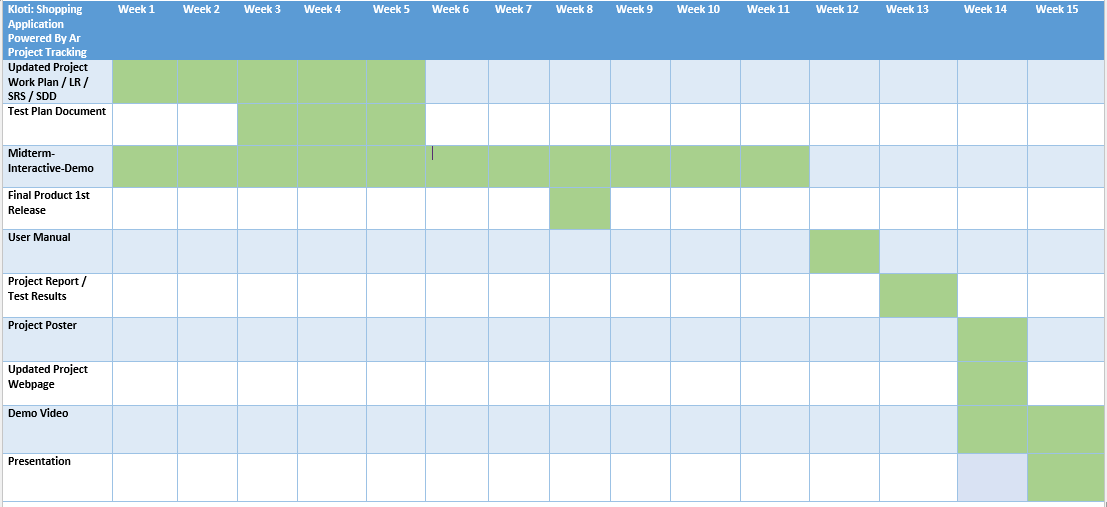 Kloti: Shopping
Application
Powered By Ar
Project Tracking
Week 1 Week 2 Week 3 Week 4 Week 5 Week 6 Week 7 Week 8 Week 9 Week 10 Week 11 Week 12 Week 13 Week 14 Week 15
Updated Project
Work Plan / LR /
SRS / SDD
Test Plan Document
Midterm-
Interactive-Demo
Final Product 1st
Release
User Manual
Project Report /
Test Results
Project Poster
Updated Project
Webpage
Demo Video
Presentation